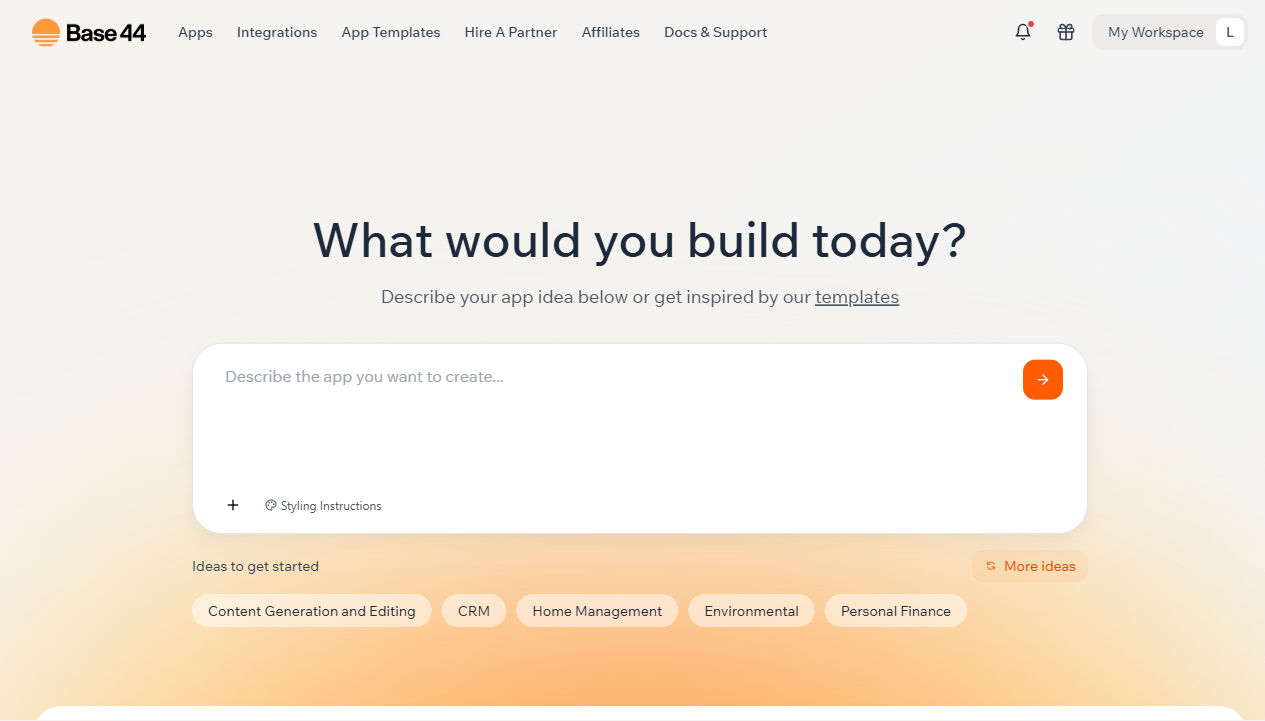 Base 44
Apps
Integrations
App Templates
Hire A Partner
Affiliates
Docs & Support
My Workspace
L
What would you build today?
Describe your app idea below or get inspired by our templates
Describe the app you want to create...
Styling Instructions
Ideas to get started
More ideas
Content Generation and Editing
CRM
Home Management
Environmental
Personal Finance